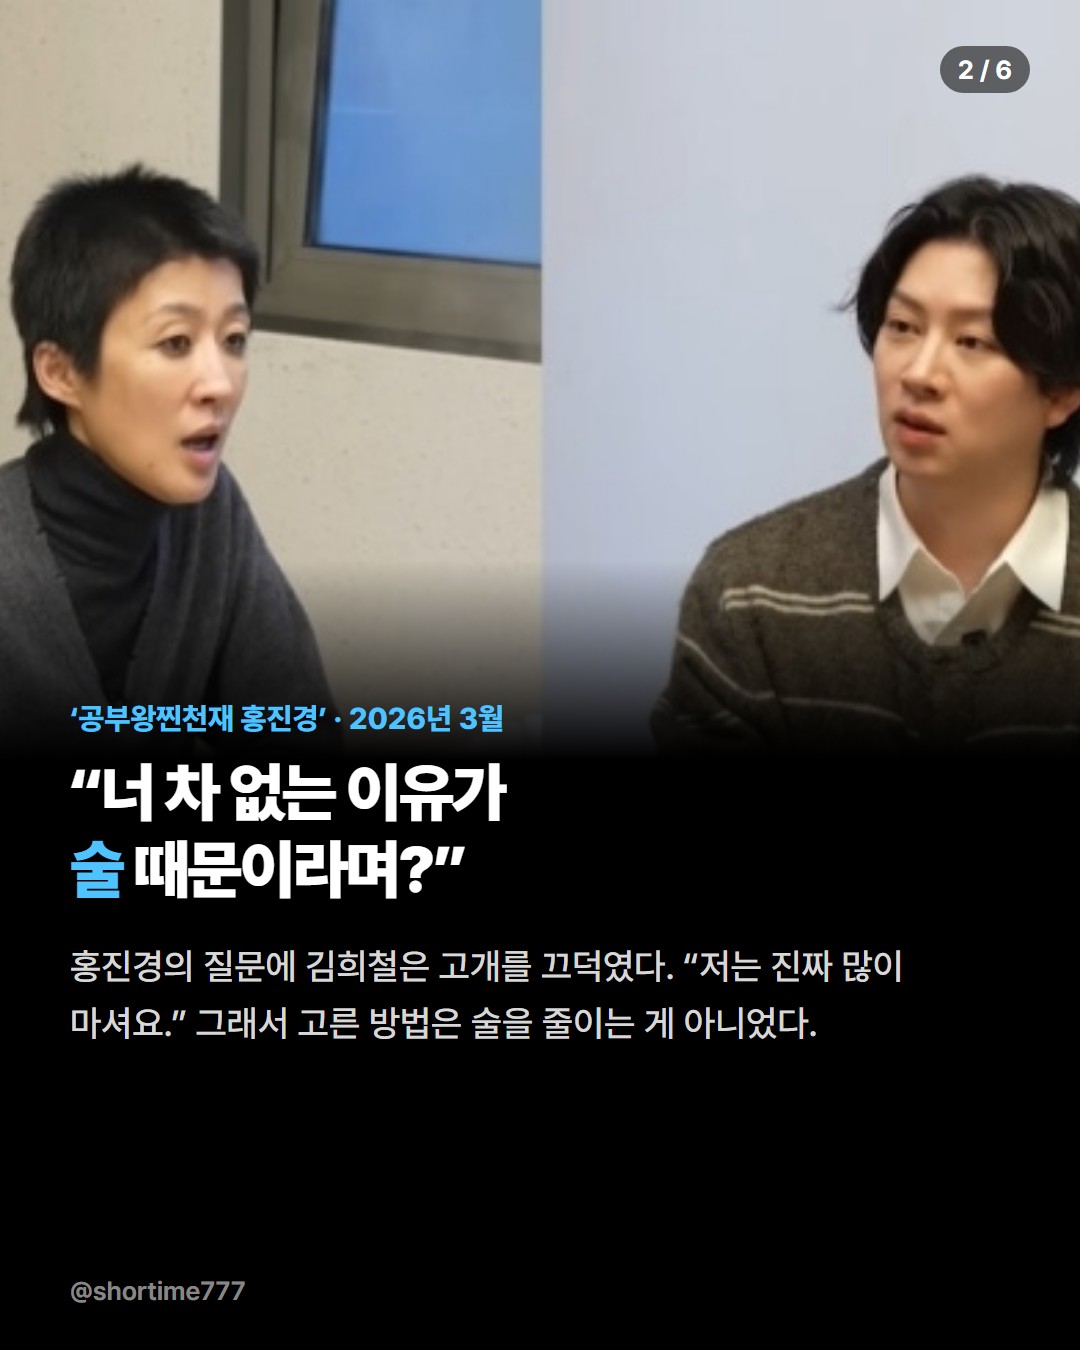 2 / 6
‘공부왕찐천재 홍진경’ · 2026년 3월
“너 차 없는 이유가
술 때문이라며?”
홍진경의 질문에 김희철은 고개를 끄덕였다. “저는 진짜 많이
마셔요.” 그래서 고른 방법은 술을 줄이는 게 아니었다.
@shortime777